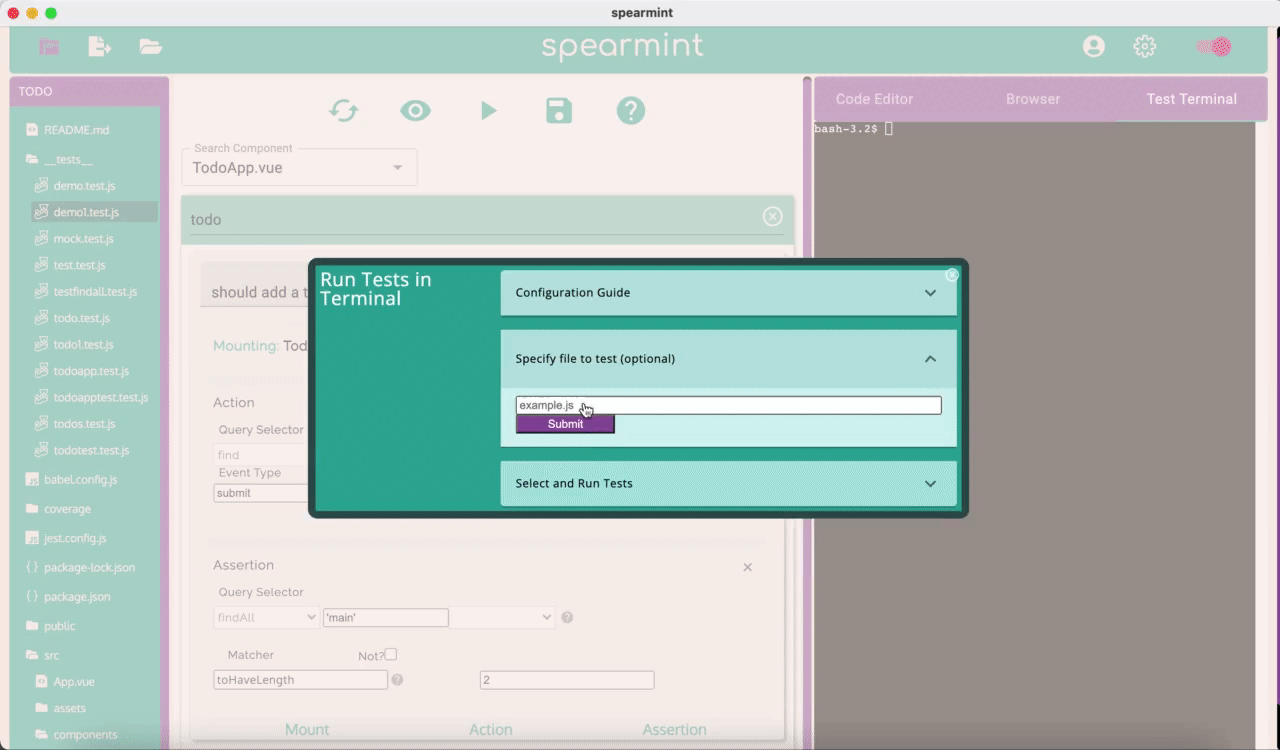 spearmint
spearmint
TODO
README.md
__tests__
demo.test.js
demo1.test.js
mock.test.js
test.test.js
testfindall.test.js
todo.test.js
todo1.test.js
todoapp.test.js
todoapptest.test.js
todos.test.js
todotest.test.js
babel.config.js
coverage
jest.config.js
{ } package-lock.json
{ } package.json
public
src
App.vue
assets
components
Search Component
TodoApp.vue
todo
should add a t
Mounting: Tod
Action
Query Selector
find
Event Type
submit
Assertion
Query Selector
findAll 'main'
Matcher Not?
toHaveLength 2
Mount Action Assertion
Run Tests in
Terminal
Configuration Guide
Specify file to test (optional)
example.js
Submit
Select and Run Tests
Code Editor Browser Test Terminal
bash-3.2$